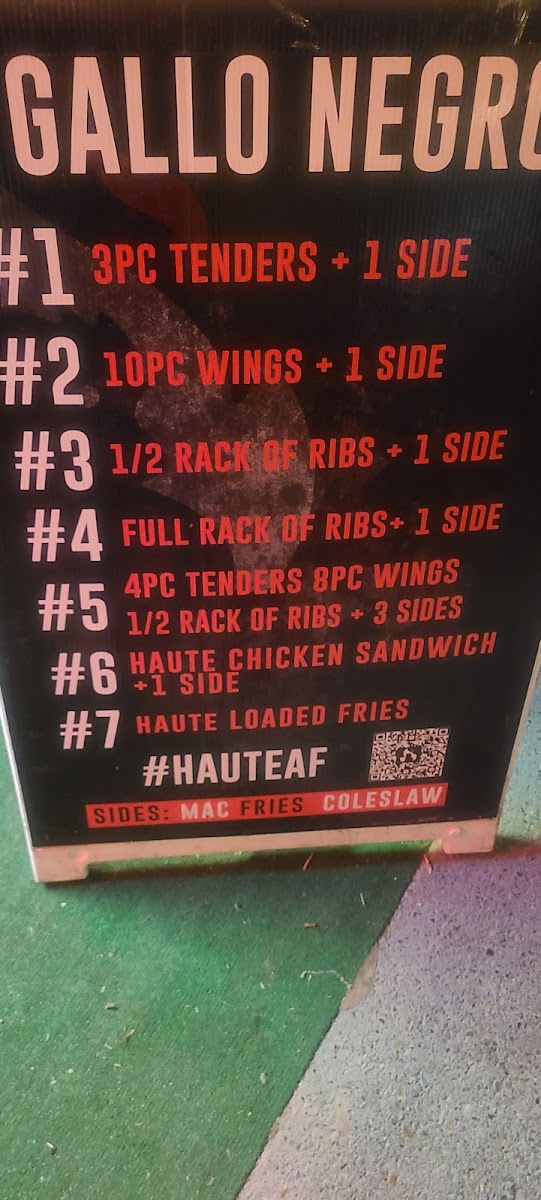 GALLO NEGRO
#1 3PC TENDERS + 1 SIDE
#2 10PC WINGS + 1 SIDE
#3 1/2 RACK OF RIBS + 1 SIDE
#4 FULL RACK OF RIBS+ 1 SIDE
#5 4PC TENDERS 8PC WINGS
1/2 RACK OF RIBS + 3 SIDES
#6 HAUTE CHICKEN SANDWICH
+1 SIDE
#7 HAUTE LOADED FRIES
#HAUTEAF
SIDES: MAC FRIES COLESLAW